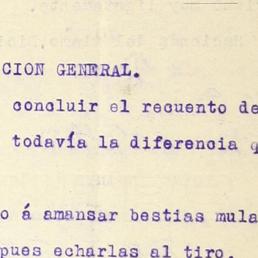 CION GENERAL.
concluir el recuento de
todavía la diferencia q
o á amansar bestias mula
pues echarlas al tiro.